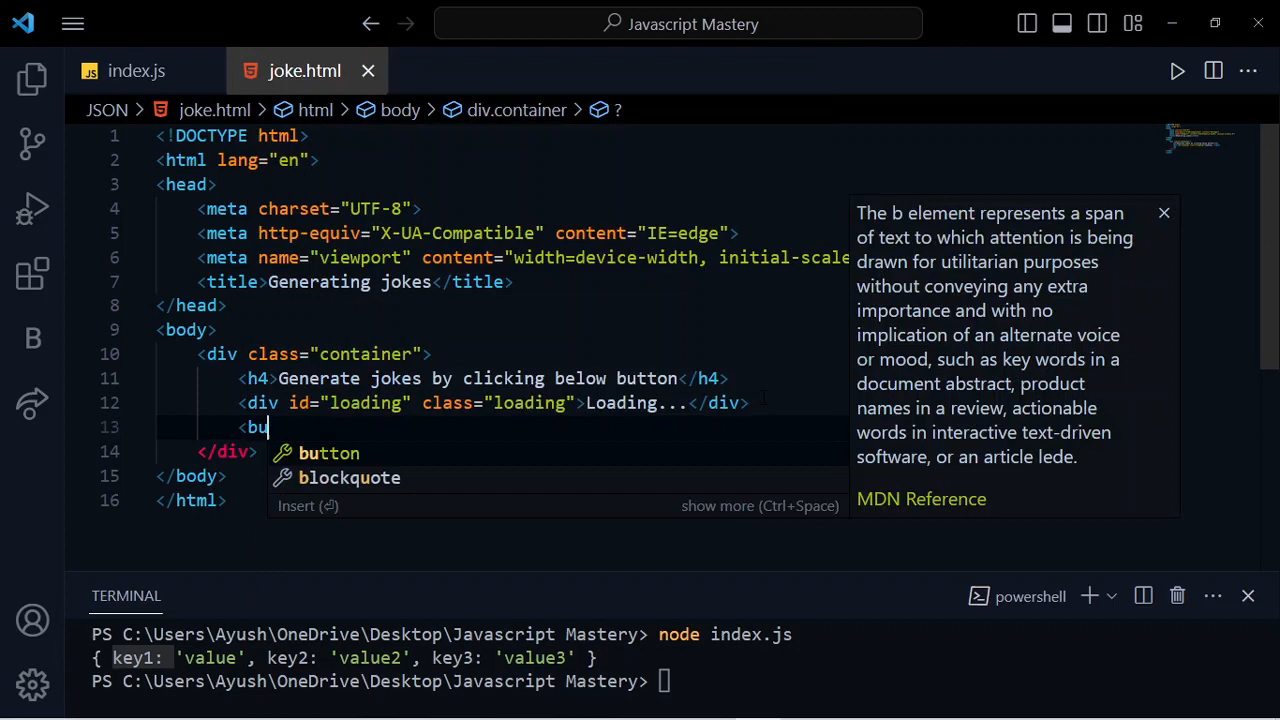 Javascript Mastery
JS index.js
joke.html
JSON > joke.html > html > body > div.container > ?
1 <!DOCTYPE html>
2 <html lang="en">
3 <head>
4 <meta charset="UTF-8">
5 <meta http-equiv="X-UA-Compatible" content="IE=edge">
6 <meta name="viewport" content="width=device-width, initial-scale
7 <title>Generating jokes</title>
8 </head>
9 <body>
10 <div class="container">
11 <h4>Generate jokes by clicking below button</h4>
12 <div id="loading" class="loading">Loading...</div>
13 <bu
14 </div>
15 </body>
16 </html>
button
blockquote
Insert (⏎)
show more (Ctrl+Space)
The b element represents a span
of text to which attention is being
drawn for utilitarian purposes
without conveying any extra
importance and with no
implication of an alternate voice
or mood, such as key words in a
document abstract, product
names in a review, actionable
words in interactive text-driven
software, or an article lede.
MDN Reference
TERMINAL
powershell
PS C:\Users\Ayush\OneDrive\Desktop\Javascript Mastery> node index.js
{ key1: 'value', key2: 'value2', key3: 'value3' }
PS C:\Users\Ayush\OneDrive\Desktop\Javascript Mastery>